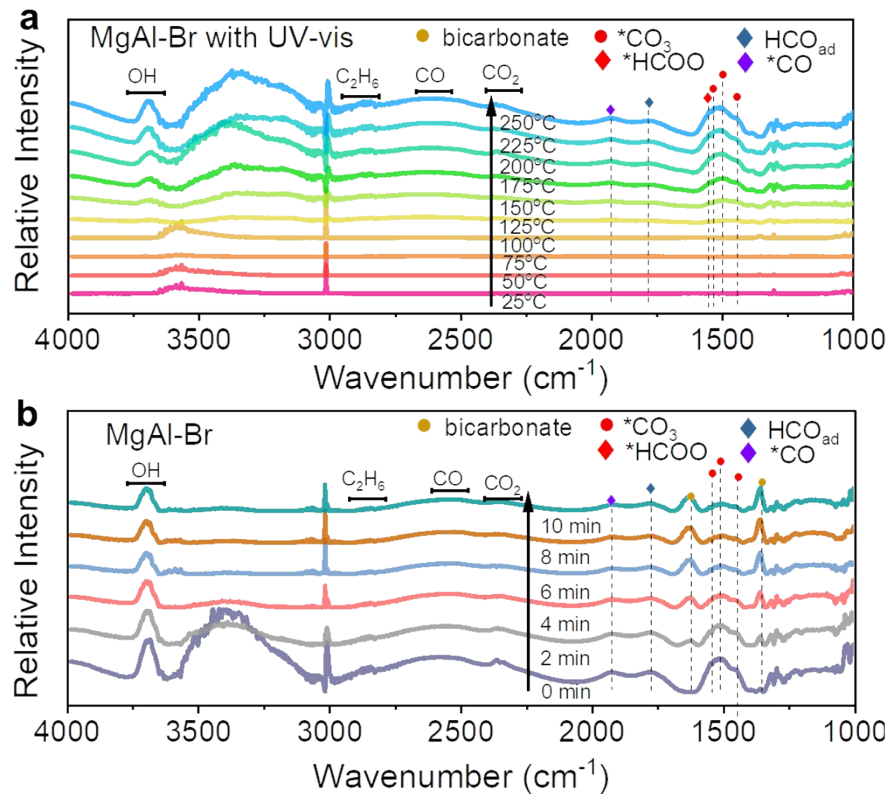 a
MgAl-Br with UV-vis
bicarbonate
*CO₃
HCOad
*HCOO
*CO
OH
C₂H₆
CO
CO₂
250°C
225°C
200°C
175°C
150°C
125°C
100°C
75°C
50°C
25°C
Relative Intensity
4000 3500 3000 2500 2000 1500 1000
Wavenumber (cm⁻¹)
b
MgAl-Br
bicarbonate
*CO₃
HCOad
*HCOO
*CO
OH
C₂H₆
CO
CO₂
10 min
8 min
6 min
4 min
2 min
0 min
Relative Intensity
4000 3500 3000 2500 2000 1500 1000
Wavenumber (cm⁻¹)